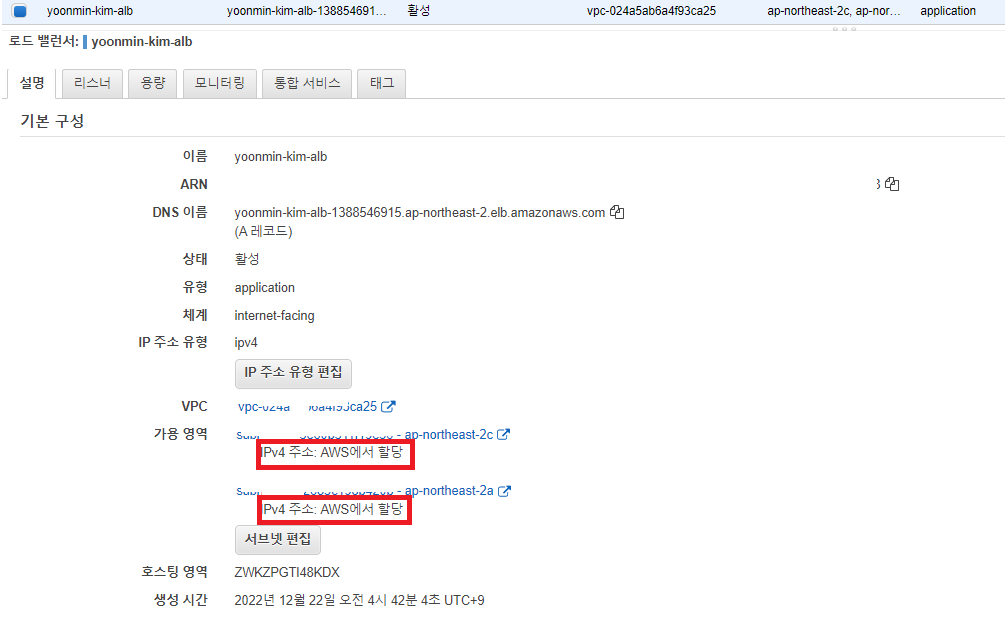 yoonmin-kim-alb yoonmin-kim-alb-138854691... 활성 vpc-024a5ab6a4f93ca25 ap-northeast-2c, ap-nor... application
로드 밸런서: yoonmin-kim-alb
설명 리스너 용량 모니터링 통합 서비스 태그
기본 구성
이름 yoonmin-kim-alb
ARN
DNS 이름 yoonmin-kim-alb-1388546915.ap-northeast-2.elb.amazonaws.com
(A 레코드)
상태 활성
유형 application
체계 internet-facing
IP 주소 유형 ipv4
IP 주소 유형 편집
VPC
가용 영역 - ap-northeast-2c
IPv4 주소: AWS에서 할당
- ap-northeast-2a
IPv4 주소: AWS에서 할당
서브넷 편집
호스팅 영역 ZWKZPGTI48KDX
생성 시간 2022년 12월 22일 오전 4시 42분 4초 UTC+9